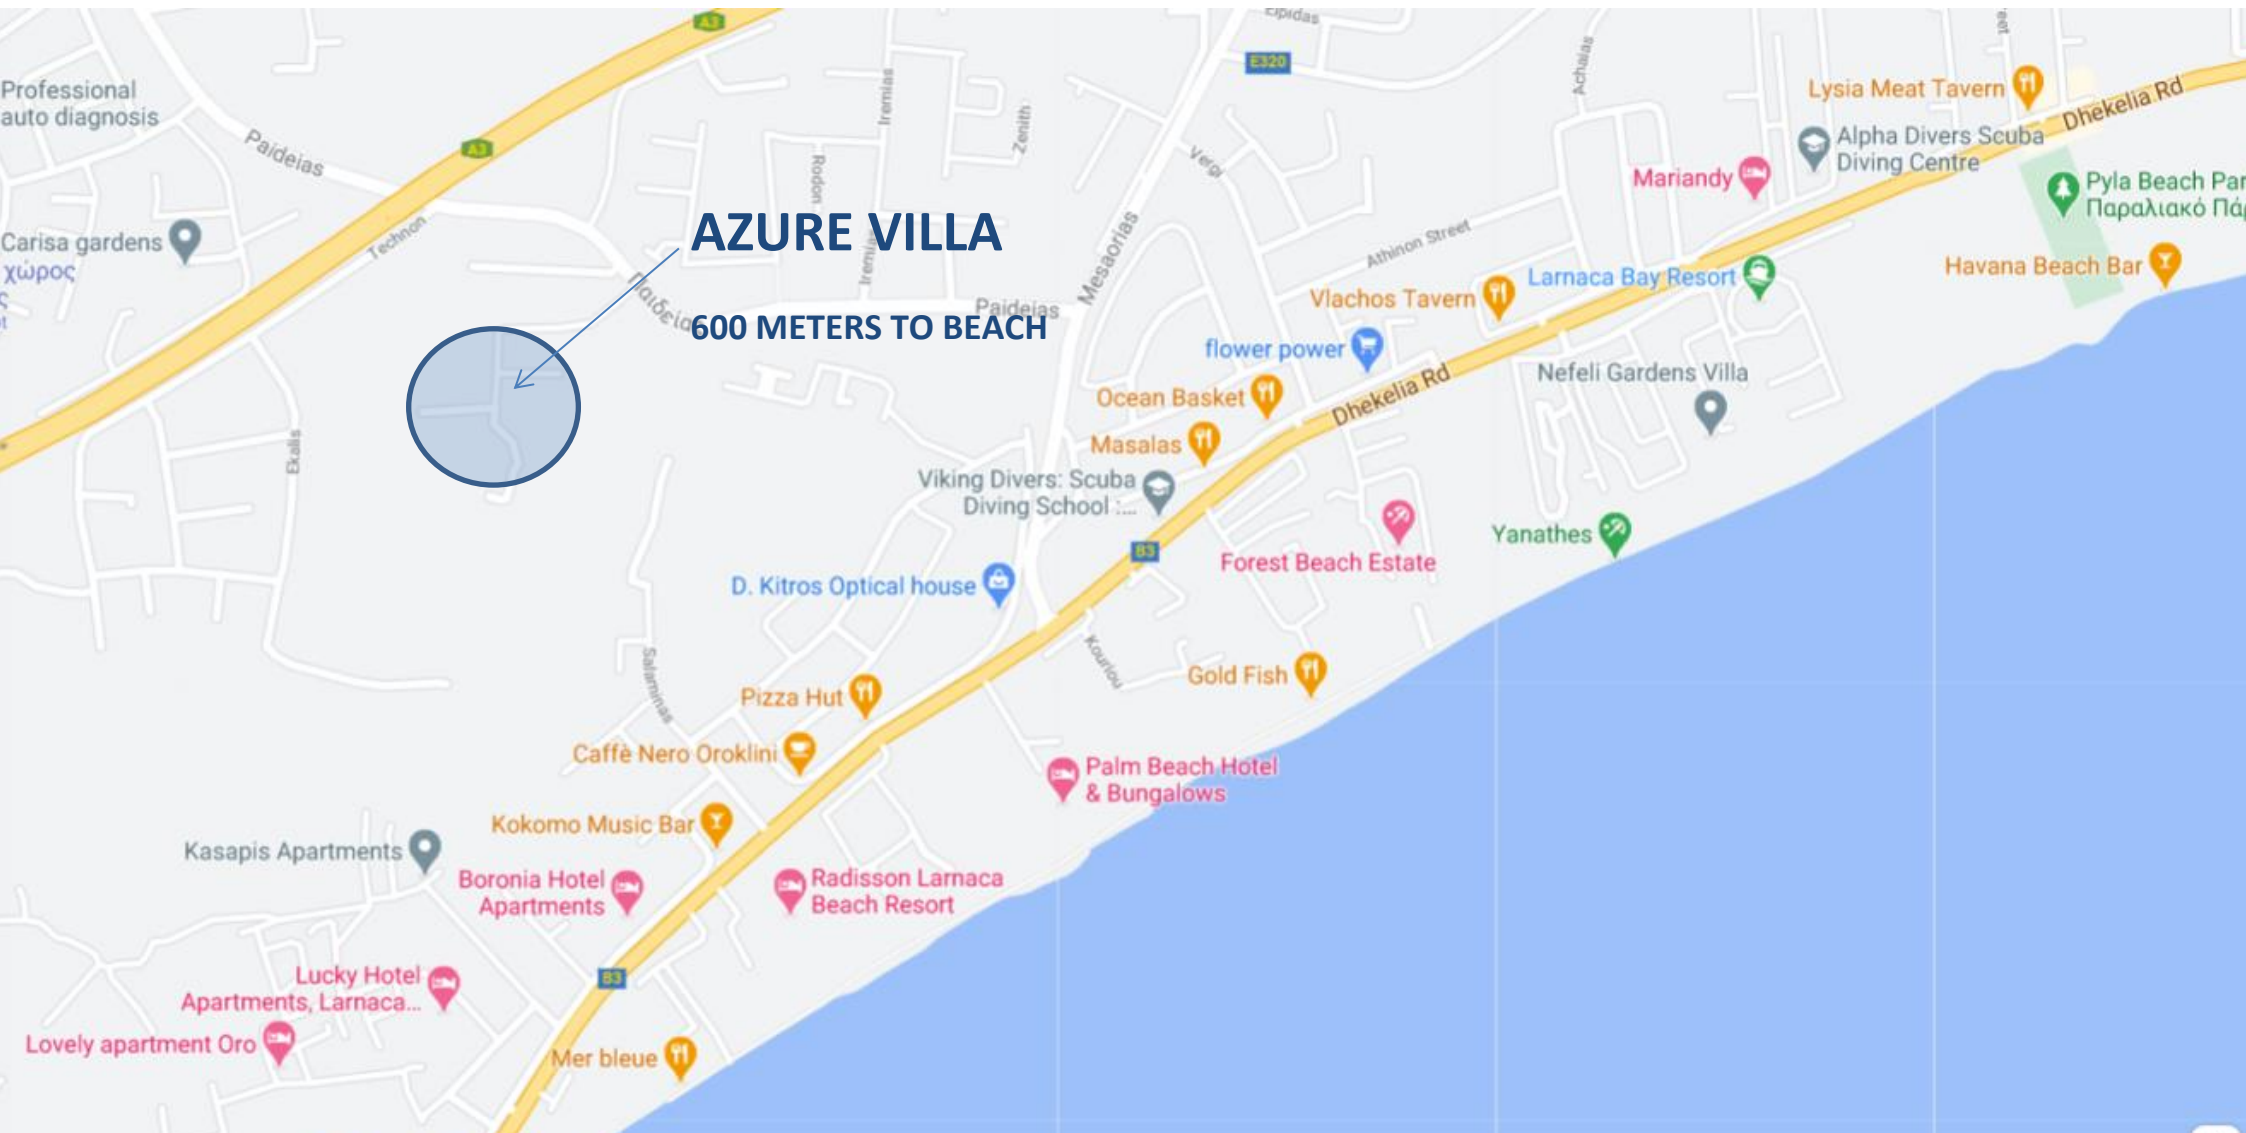 A3
Elpidas
E320
Achaias
Professional
auto diagnosis
Iremias
Lysia Meat Tavern
Dhekelia Rd
A3
Paideias
Zenith
Rodon
Vergi
Alpha Divers Scuba
Diving Centre
Mariandy
Pyla Beach Par
Παραλιακό Πά
Carisa gardens
χώρος
Technon
AZURE VILLA
Iremia
Mesaorias
Athinon Street
Larnaca Bay Resort
Havana Beach Bar
Παιδεία
Paideias
Vlachos Tavern
600 METERS TO BEACH
flower power
Nefeli Gardens Villa
Ocean Basket
Dhekelia Rd
Ekalis
Masalas
Viking Divers: Scuba
Diving School :...
B3
Forest Beach Estate
Yanathes
D. Kitros Optical house
Kouriou
Salaminas
Gold Fish
Pizza Hut
Caffè Nero Oroklini
Palm Beach Hotel
& Bungalows
Kokomo Music Bar
Kasapis Apartments
Boronia Hotel
Apartments
Radisson Larnaca
Beach Resort
Lucky Hotel
Apartments, Larnaca...
B3
Lovely apartment Oro
Mer bleue